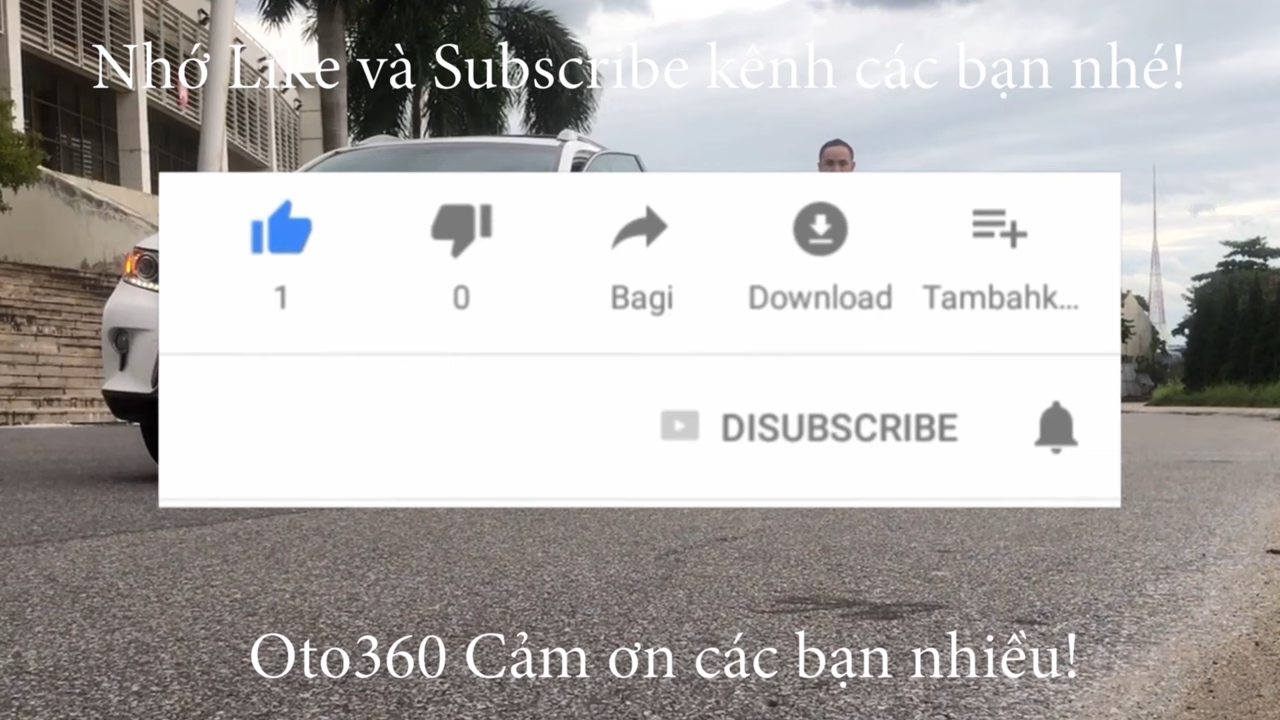 Nhớ Like và Subscribe kênh các bạn nhé!
1 0 Bagi Download Tambahk...
DISUBSCRIBE
Oto360 Cảm ơn các bạn nhiều!